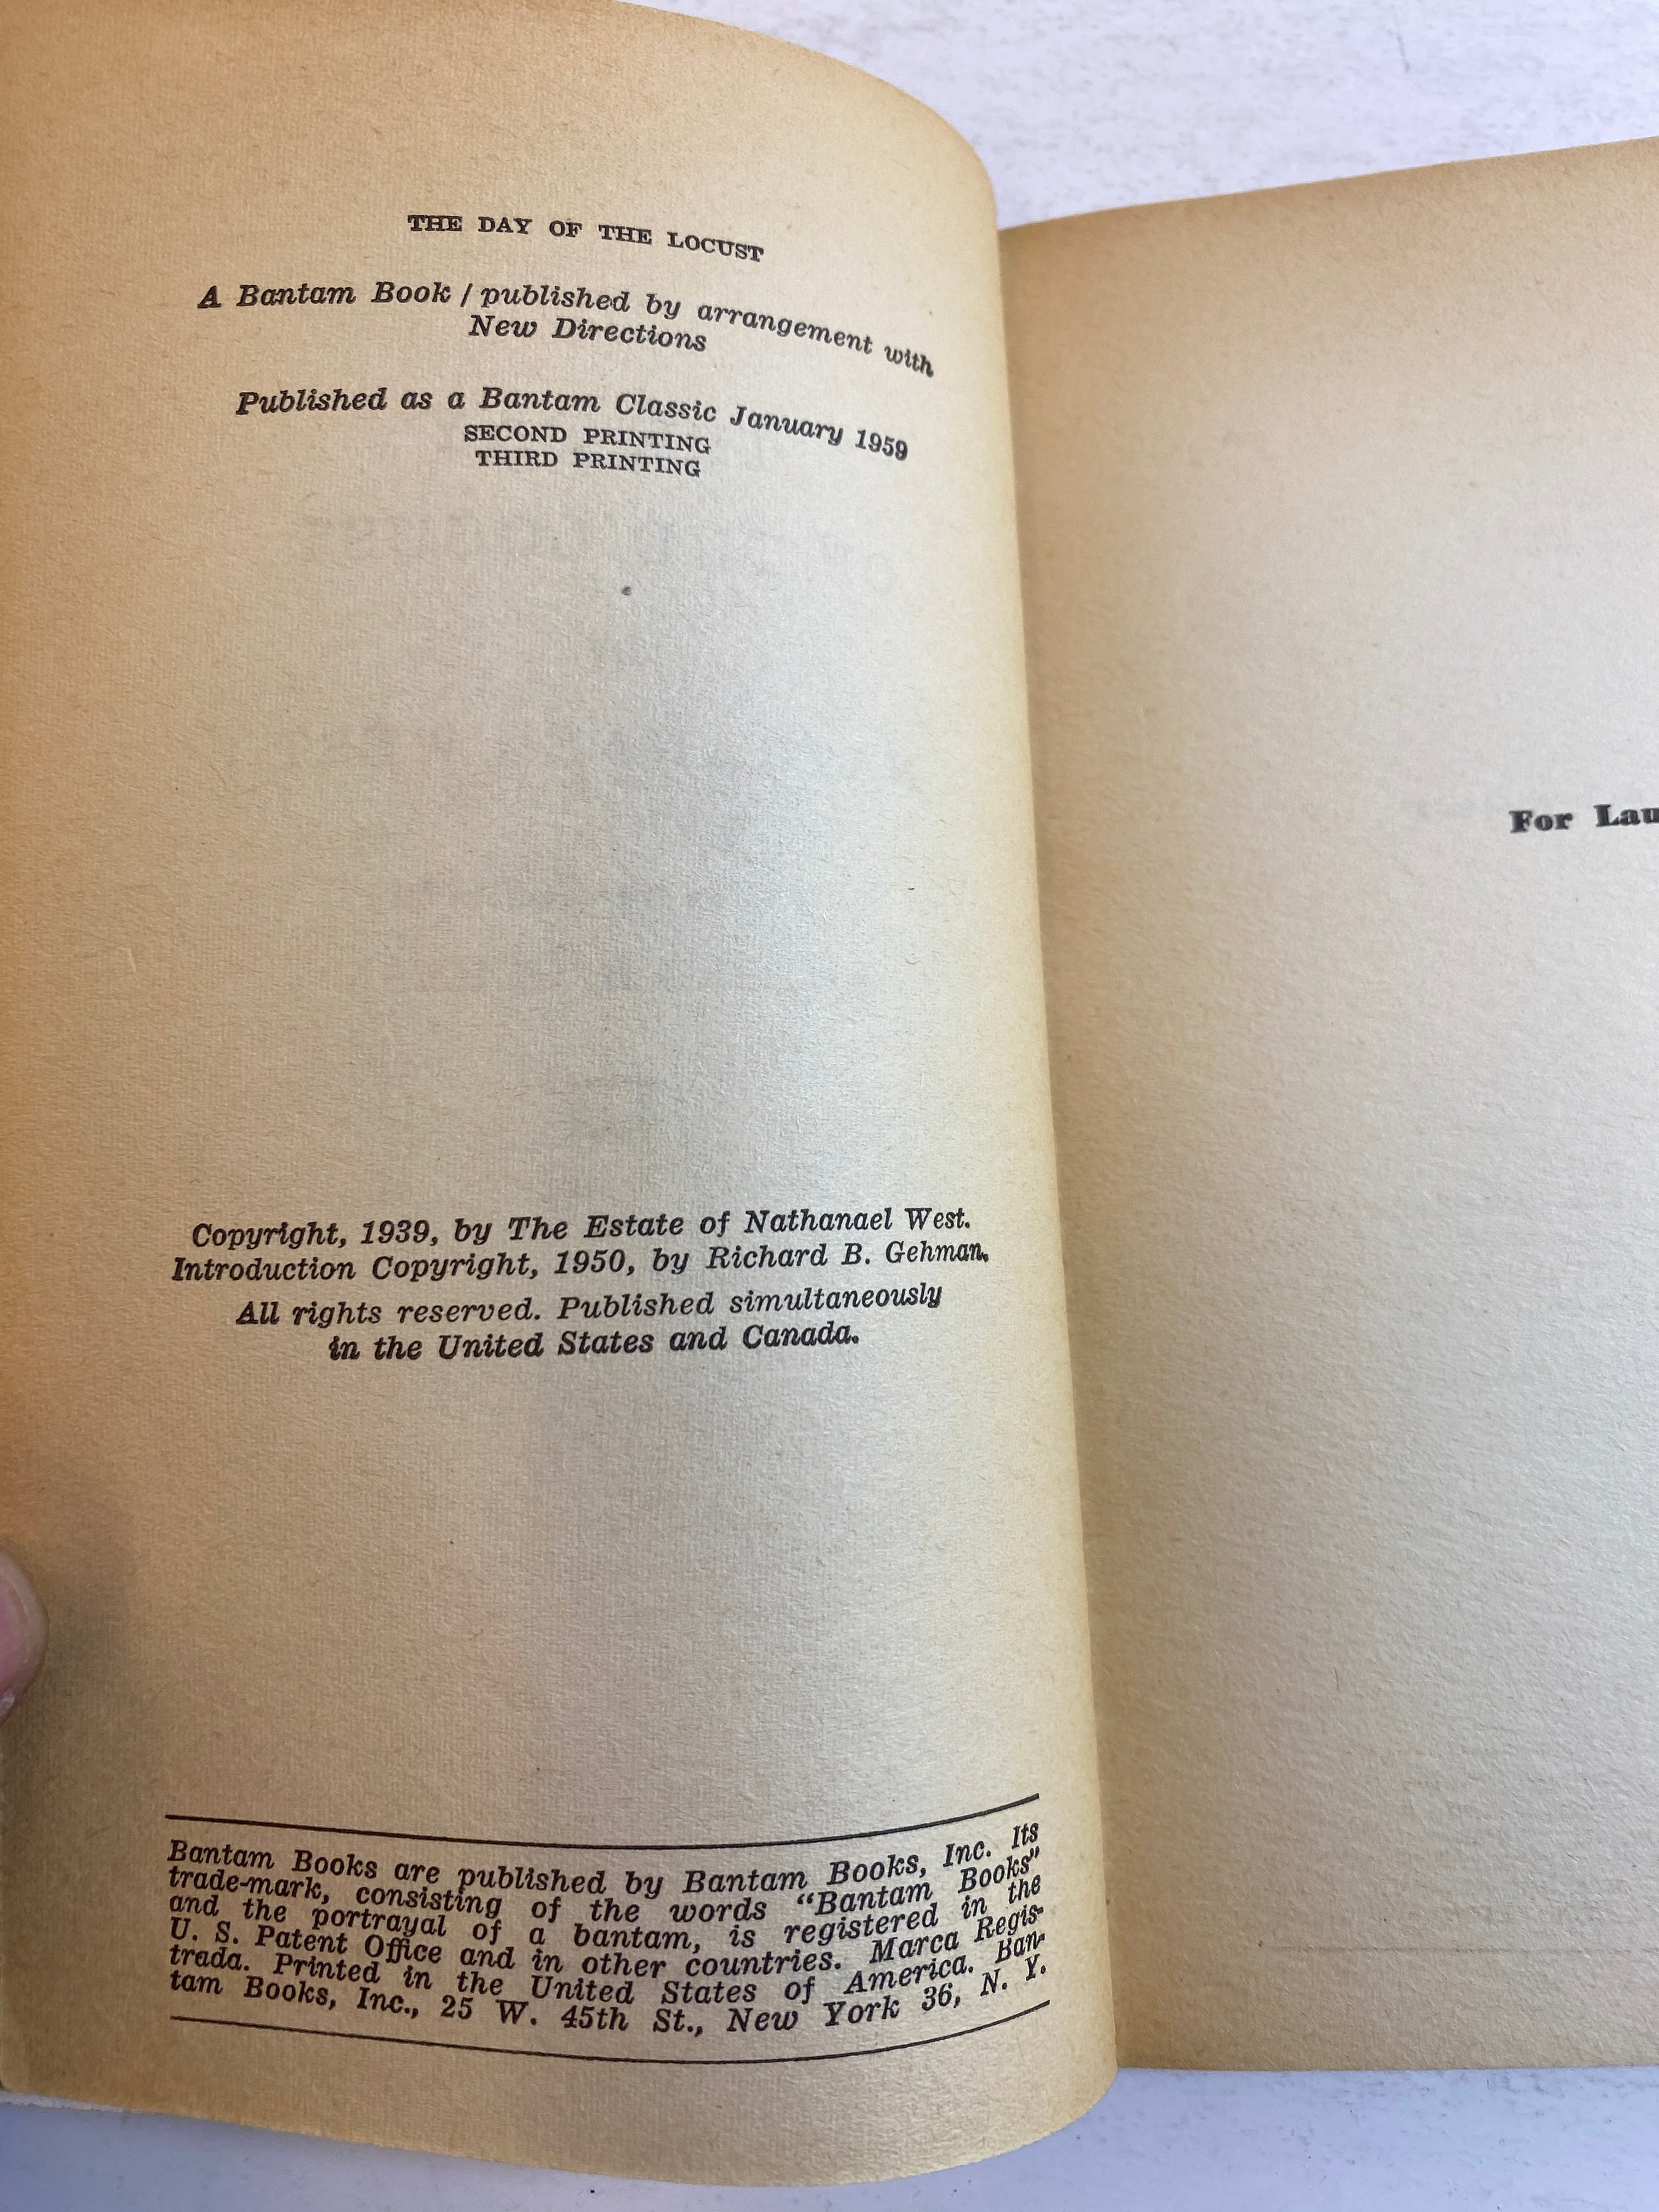 THE DAY OF THE LOCUST
A Bantam Book / published by arrangement with
New Directions
Published as a Bantam Classic January 1959
SECOND PRINTING
THIRD PRINTING
Copyright, 1939, by The Estate of Nathanael West.
Introduction Copyright, 1950, by Richard B. Gehman.
All rights reserved. Published simultaneously
in the United States and Canada.
Bantam Books are published by Bantam Books, Inc. Its
trade-mark, consisting of the words “Bantam Books”
and the portrayal of a bantam, is registered in the
U. S. Patent Office and in other countries. Marca Regis-
trada. Printed in the United States of America. Ban-
tam Books, Inc., 25 W. 45th St., New York 36, N. Y.
For Lau